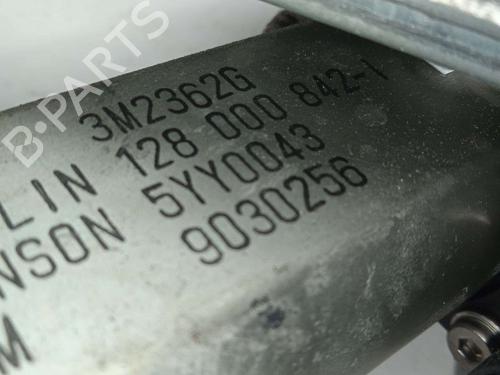 3M2362G
LIN 128 000 842-1
NSON 5YY0043
M 9030256
B-PARTS